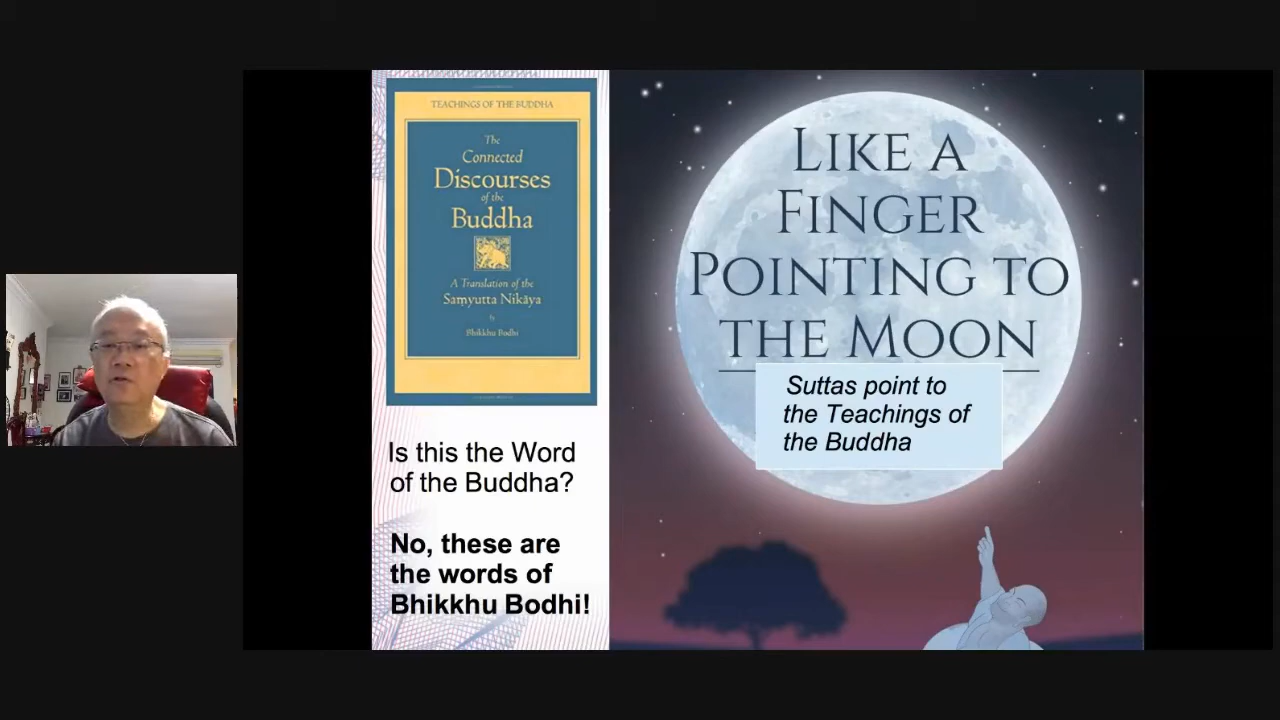 TEACHINGS OF THE BUDDHA
The
Connected
Discourses
of the
Buddha
A Translation of the
Saṃyutta Nikāya
by
Bhikkhu Bodhi
Is this the Word
of the Buddha?
No, these are
the words of
Bhikkhu Bodhi!
LIKE A
FINGER
POINTING TO
THE MOON
Suttas point to
the Teachings of
the Buddha